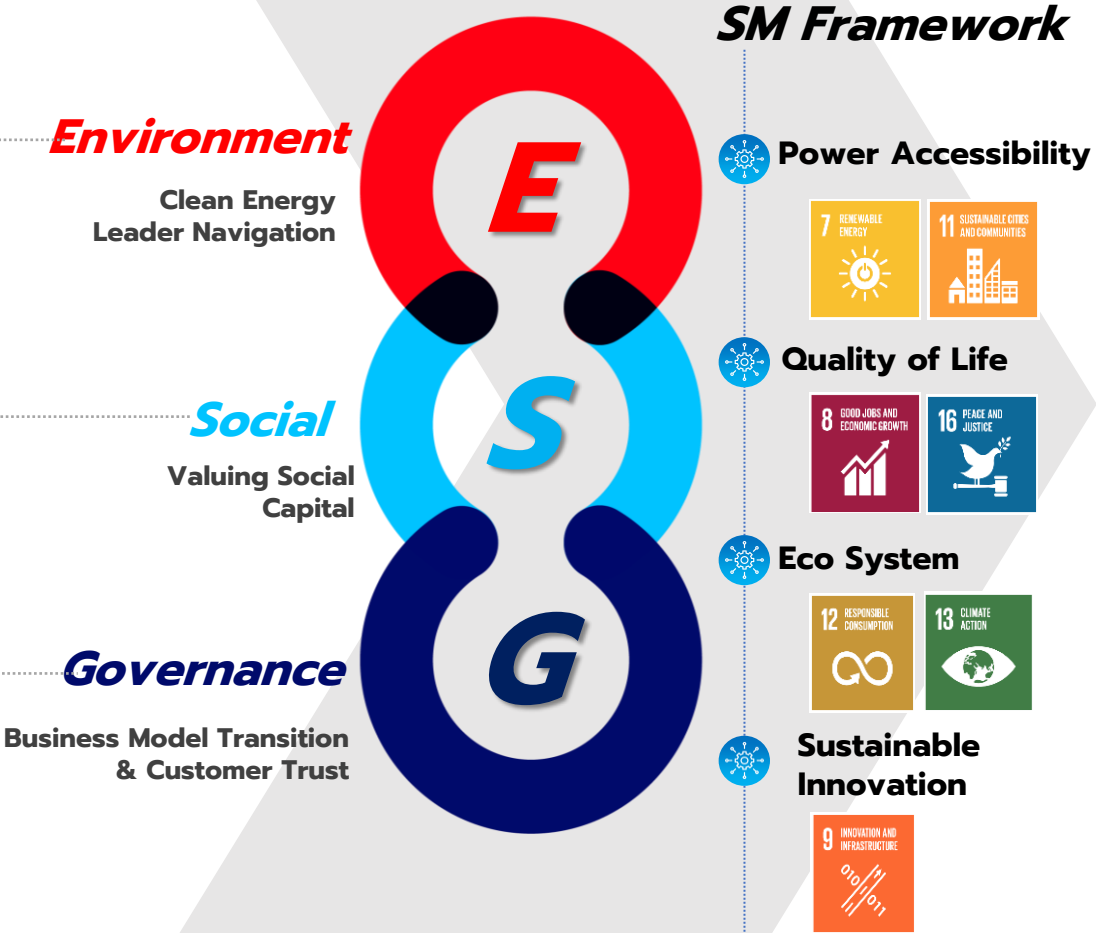 SM Framework
Environment
Clean Energy
Leader Navigation
E
Social
Valuing Social
Capital
S
Governance
Business Model Transition
& Customer Trust
G
Power Accessibility
7 RENEWABLE
ENERGY
11 SUSTAINABLE CITIES
AND COMMUNITIES
Quality of Life
8 GOOD JOBS AND
ECONOMIC GROWTH
16 PEACE AND
JUSTICE
Eco System
12 RESPONSIBLE
CONSUMPTION
13 CLIMATE
ACTION
Sustainable
Innovation
9 INNOVATION AND
INFRASTRUCTURE
010
011